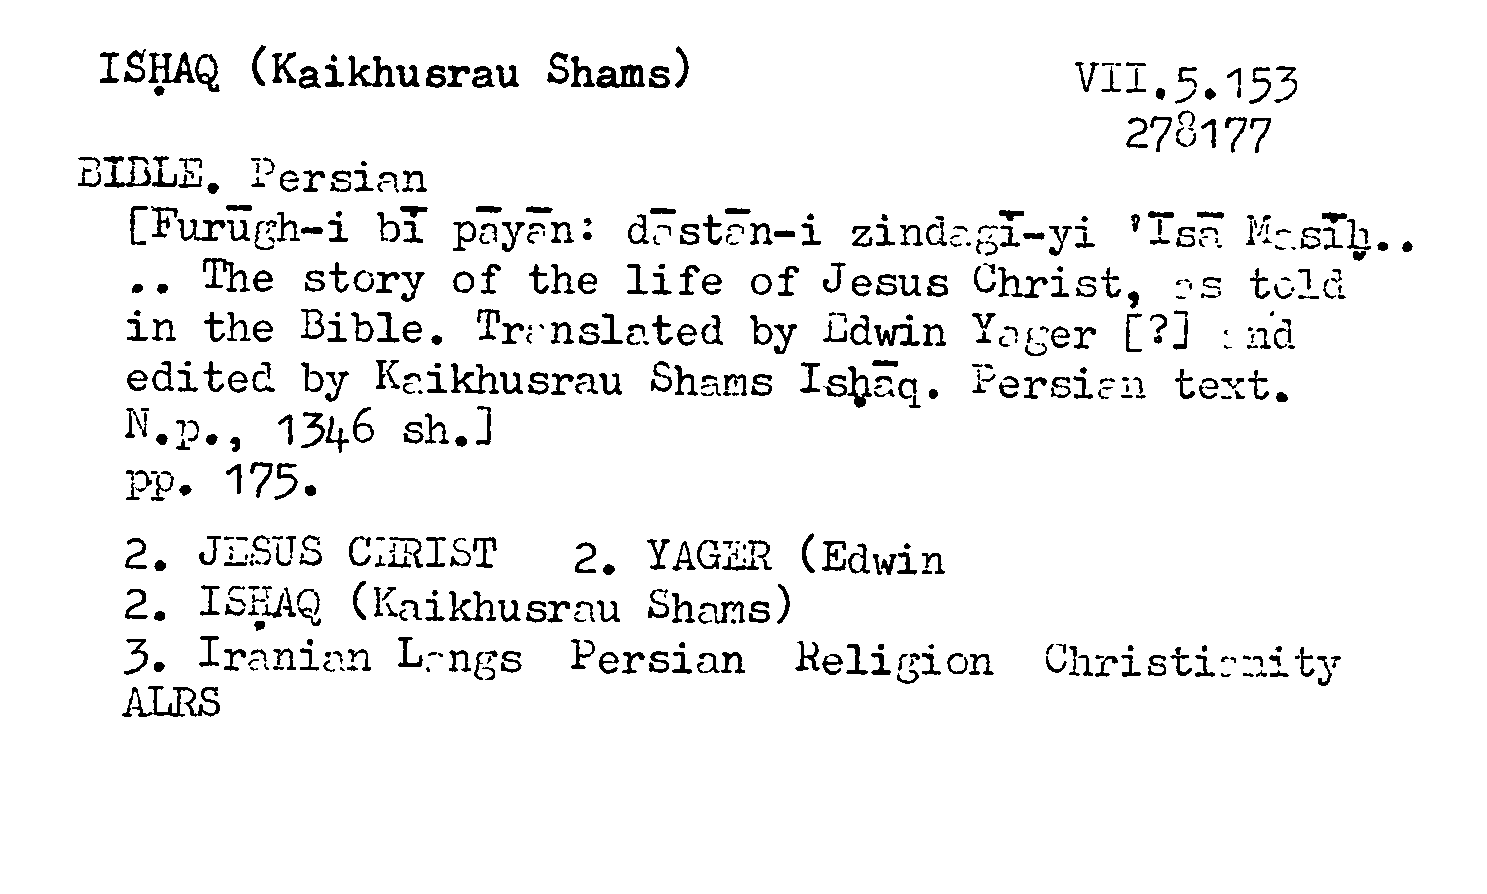 ISḤAQ (Kaikhusrau Shams)
VII.5.153
278177
BIBLE. Persian
[Furūgh-i bī pāyān: dāstān-i zindagī-yi 'Īsā Masīḥ..
.. The story of the life of Jesus Christ, as told
in the Bible. Translated by Edwin Yager [?] and
edited by Kaikhusrau Shams Isḥāq. Persian text.
N.p., 1346 sh.]
pp. 175.
2. JESUS CHRIST 2. YAGER (Edwin
2. ISḤAQ (Kaikhusrau Shams)
3. Iranian Langs Persian Religion Christianity
ALRS